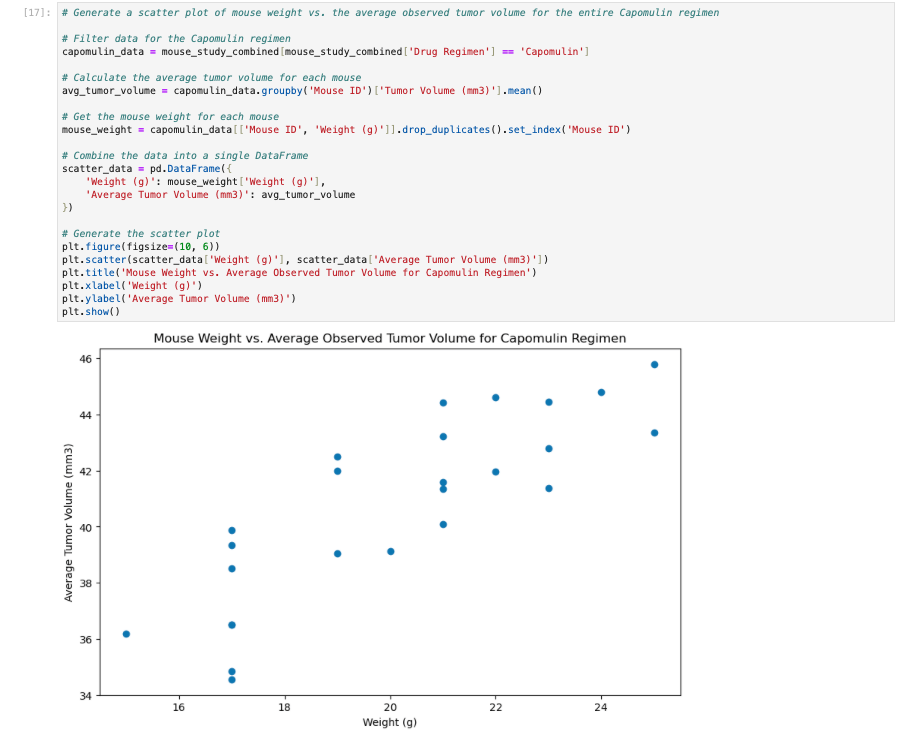 [17]: # Generate a scatter plot of mouse weight vs. the average observed tumor volume for the entire Capomulin regimen
# Filter data for the Capomulin regimen
capomulin_data = mouse_study_combined[mouse_study_combined['Drug Regimen'] == 'Capomulin']
# Calculate the average tumor volume for each mouse
avg_tumor_volume = capomulin_data.groupby('Mouse ID')['Tumor Volume (mm3)'].mean()
# Get the mouse weight for each mouse
mouse_weight = capomulin_data[['Mouse ID', 'Weight (g)']].drop_duplicates().set_index('Mouse ID')
# Combine the data into a single DataFrame
scatter_data = pd.DataFrame({
    'Weight (g)': mouse_weight['Weight (g)'],
    'Average Tumor Volume (mm3)': avg_tumor_volume
})
# Generate the scatter plot
plt.figure(figsize=(10, 6))
plt.scatter(scatter_data['Weight (g)'], scatter_data['Average Tumor Volume (mm3)'])
plt.title('Mouse Weight vs. Average Observed Tumor Volume for Capomulin Regimen')
plt.xlabel('Weight (g)')
plt.ylabel('Average Tumor Volume (mm3)')
plt.show()
Mouse Weight vs. Average Observed Tumor Volume for Capomulin Regimen
Average Tumor Volume (mm3)
46
44
42
40
38
36
34
16 18 20 22 24
Weight (g)